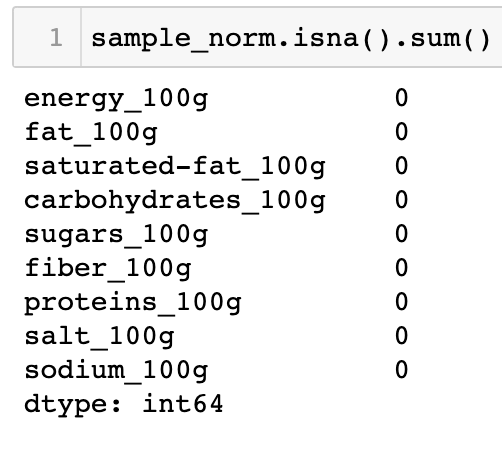 1 sample_norm.isna().sum()
energy_100g 0
fat_100g 0
saturated-fat_100g 0
carbohydrates_100g 0
sugars_100g 0
fiber_100g 0
proteins_100g 0
salt_100g 0
sodium_100g 0
dtype: int64